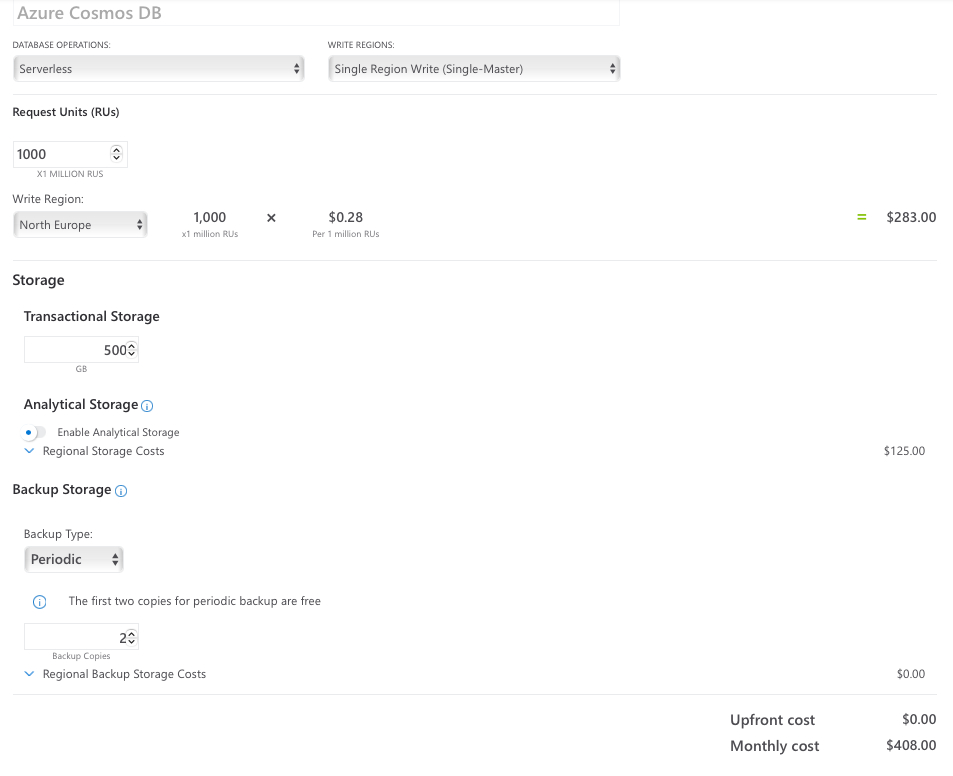 Azure Cosmos DB
DATABASE OPERATIONS: WRITE REGIONS:
Serverless Single Region Write (Single-Master)
Request Units (RUs)
1000
X1 MILLION RUS
Write Region:
North Europe 1,000 × $0.28 = $283.00
x1 million RUs Per 1 million RUs
Storage
Transactional Storage
500
GB
Analytical Storage
Enable Analytical Storage
Regional Storage Costs $125.00
Backup Storage
Backup Type:
Periodic
The first two copies for periodic backup are free
2
Backup Copies
Regional Backup Storage Costs $0.00
Upfront cost $0.00
Monthly cost $408.00